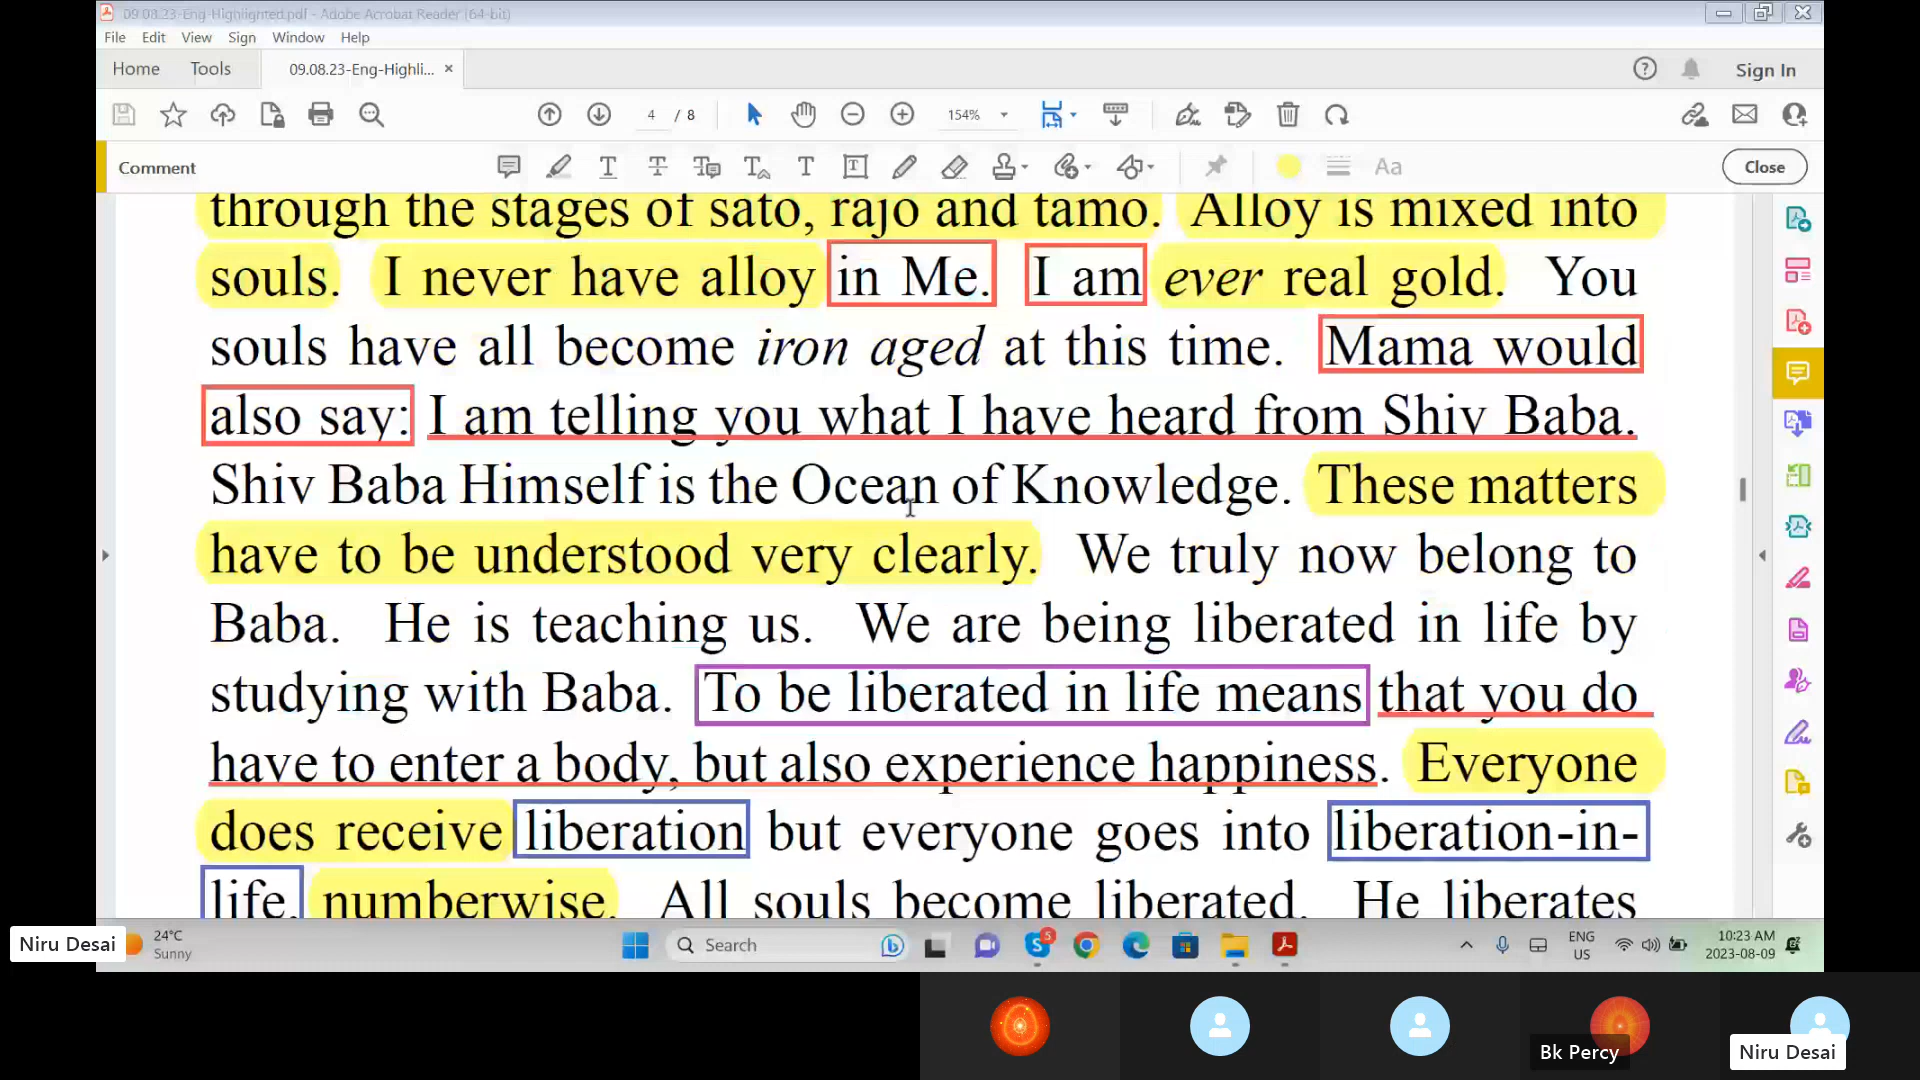 09.08.23-Eng-Highlighted.pdf - Adobe Acrobat Reader (64-bit)
File Edit View Sign Window Help
Home Tools 09.08.23-Eng-Highli... × Sign In
4 / 8 154%
Comment Aa Close
through the stages of sato, rajo and tamo. Alloy is mixed into
souls. I never have alloy in Me. I am ever real gold. You
souls have all become iron aged at this time. Mama would
also say: I am telling you what I have heard from Shiv Baba.
Shiv Baba Himself is the Ocean of Knowledge. These matters
have to be understood very clearly. We truly now belong to
Baba. He is teaching us. We are being liberated in life by
studying with Baba. To be liberated in life means that you do
have to enter a body, but also experience happiness. Everyone
does receive liberation but everyone goes into liberation-in-
life, numberwise. All souls become liberated. He liberates
Niru Desai
24°C
Sunny
Search
5
ENG
US
10:23 AM
2023-08-09
Bk Percy
Niru Desai